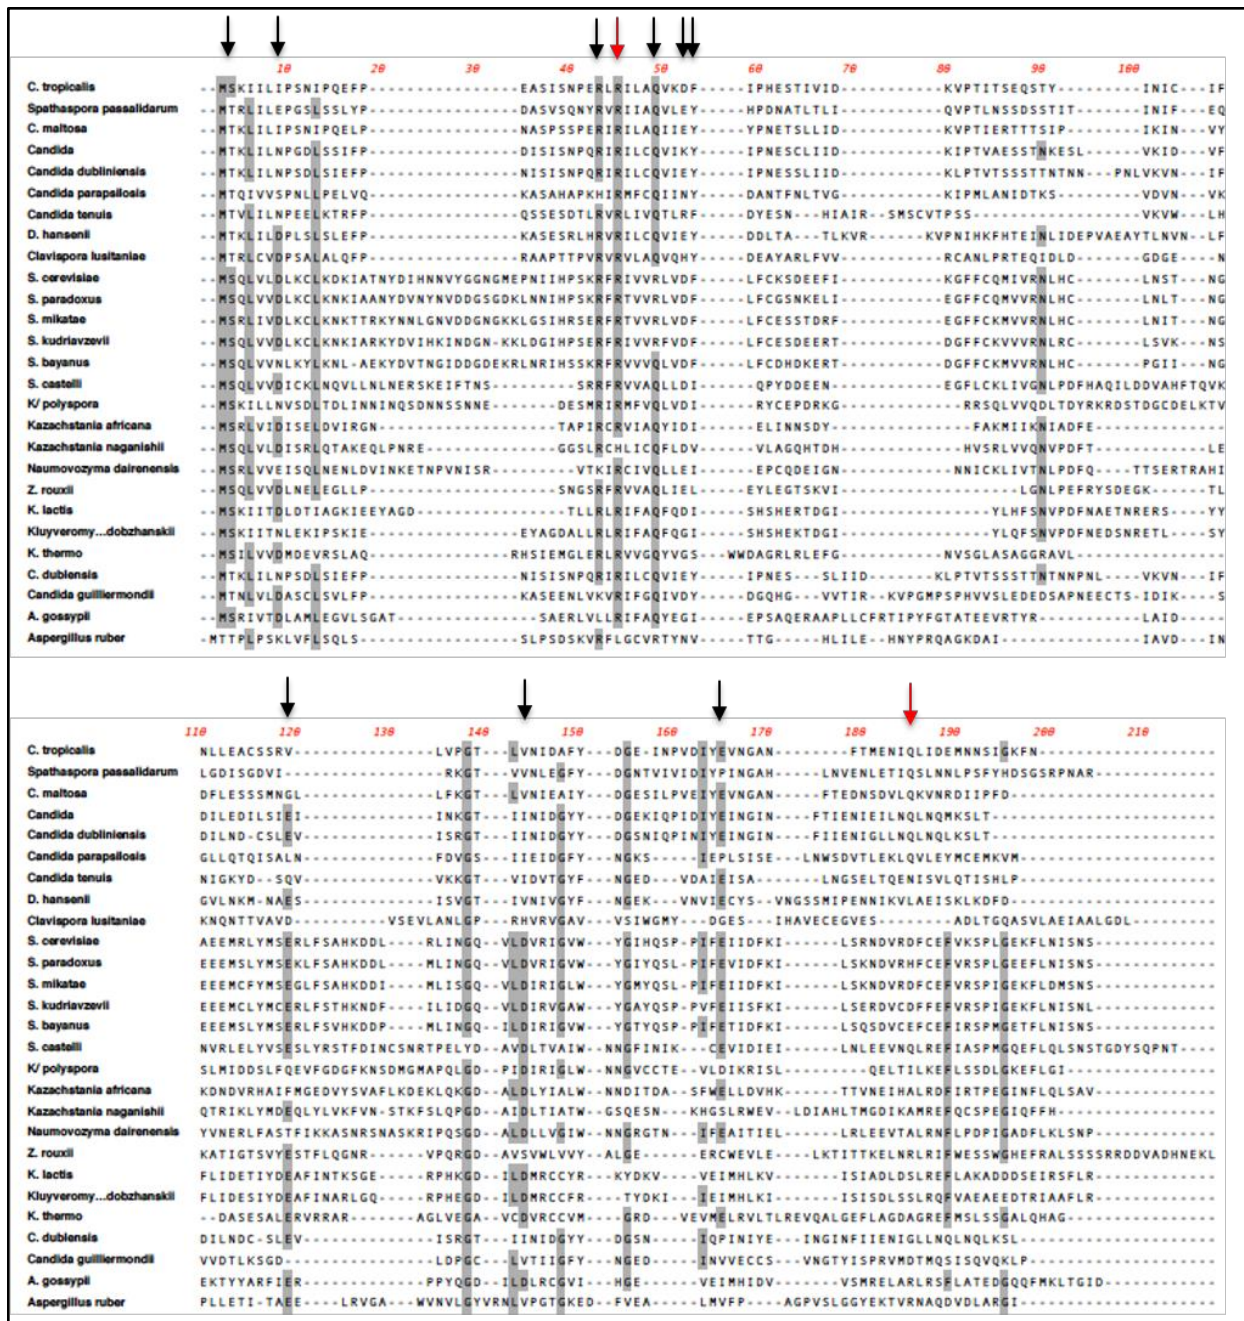 10 20 30 40 50 60 70 80 90 100
C. tropicalis --MSKIILIPSNIPQEFP----------------EASISNPERLRILAQVKDF-----IPHESTIVID--------KVPTITSEQSTY------INIC---IF
Spathaspora passalidarum --MTRLILEPGSLSSLYP----------------DASVSQNYRVRIIAQVLEY-----HPDNATLTLI--------QVPTLNSSDSSTIT----INIF---EQ
C. maltosa --MTKLILIPSNIPQELP----------------NASPSSPERIRILAQIIEY-----YPNETSLLID--------KVPTIERTTTSIP-----IKIN---VY
Candida --MTKLILNPGDLSSIFP----------------DISISNPQRIRILCQVIKY-----IPNESCLIID--------KIPTVAESSTNKESL---VKID---VF
Candida dubliniensis --MTKLILNPSDLSIEFP----------------NISISNPQRIRILCQVIEY-----IPNESSLIID--------KLPTVTSSSTTNTNN---PNLVKVN---IF
Candida parapsilosis --MTQIVVSPNLLPELVQ----------------KASAHAPKHIRMFCQIINY-----DANTFNLTVG--------KIPMLANIDTKS------VDVN---VK
Candida tenuis --MTVLILNPEELKTRFP----------------QSSESDTLRVRLIVQTLRF-----DYESN---HIAIR---SMSCVTPSS-----------VKVW---LH
D. hansenii --MTKLILDPLSLSLEFP----------------KASESRLHRVRILCQVIEY-----DDLTA---TLKVR------KVPNIHKFHTEINLIDEPVAEAYTLNVN---LF
Clavispora lusitaniae --MTRLCVDPSALALQFP----------------RAAPTTPVRVRVLAQVQHY-----DEAYARLFVV--------RCANLPRTEQIDLD----GDGE----N
S. cerevisiae --MSQLVLDLKCLKDKIATNYDIHNNVYGGNGMEPNIIHPSKRFRIVVRLVDF-----LFCKSDEEFI--------KGFFCQMIVRNLHC----LNST---NG
S. paradoxus --MSQLVVDLKCLKNKIAANYDVNYNVDDGSGDKLNNIHPSKRFRTVVRLVDF-----LFCGSNKELI--------EGFFCQMVVRNLHC----LNLT---NG
S. mikatae --MSRLIVDLKCLKNKTTRKYNNLGNVDDGNGKKLGSIHRSERFRTVVRLVDF-----LFCESSTDRF--------EGFFCKMVVRNLHC----LNIT---NG
S. kudriavzevii --MSQLVVDLKCLKNKIARKYDVIHKINDGN-KKLDGIHPSERFRIVVRFVDF-----LFCESDEERT--------DGFFCKVVVRNLRC----LSVK---NS
S. bayanus --MSQLVVNLKYLKNL-AEKYDVTNGIDDGDEKRLNRIHSSKRFRVVVQLVDF-----LFCDHDKERT--------DGFFCKMVVRNLHC----PGII---NG
S. castelli --MSQLVVDICKLNQVLLNLNERSKEIFTNS---------SRRFRVVAQLLDI-----QPYDDEEN----------EGFLCKLIVGNLPDFHAQILDDVAHFTQVK
K/ polyspora --MSKILLNVSDLTDLINNINQSDNNSSNNE--------DESMRIRMFVQLVDI-----RYCEPDRKG---------RRSQLVVQDLTDYRKRDSTDGCDELKTV
Kazachstania africana --MSRLVIDISELDVIRGN---------------TAPIRCRVIAQYIDI-----ELINNSDY----------FAKMIIKNIADFE-----------
Kazachstania naganishii --MSQLVLDISRLQTAKEQLPNRE-----------GGSLRCHLICQFLDV-----VLAGQHTDH---------HVSRLVVQNVPDFT-------LE
Naumovozyma dairenensis --MSRLVVEISQLNENLDVINKETNPVNISR-------VTKIRCIVQLLEI-----EPCQDEIGN--------NNICKLIVTNLPDFQ---TTSERTRAHI
Z. rouxii --MSQLVVDLNELEGLLP----------------SNGSRFRVVAQLIEL-----EYLEGTSKVI------------LGNLPEFRYSDEGK----TL
K. lactis --MSKIITDLDTIAGKIEEYAGD------------TLLRLRIFAQFQDI-----SHSHERTDGI---------YLHFSNVPDFNAETNRERS---YY
Kluyveromy...dobzhanskii --MSKIITNLEKIPSKIE--------------EYAGDALLRLRIFAQFQGI-----SHSHEKTDGI---------YLQFSNVPDFNEDSNRETL---SY
K. thermo --MSILVVDMDEVRSLAQ---------------RHSIEMGLERLRVVGQYVGS---WWDAGRLRLEFG---------NVSGLASAGGRAVL---------
C. dublensis --MTKLILNPSDLSIEFP----------------NISISNPQRIRILCQVIEY-----IPNES---SLIID---------KLPTVTSSSTTNTNNPNL----VKVN---IF
Candida guilliermondii --MTNLVLDASCLSVLFP----------------KASEENLVKVRIFGQIVDY-----DGQHG---VVTIR---KVPGMPSPHVVSLEDEDSAPNEECTS-IDIK----S
A. gossypii --MSRIVTDLAMLEGVLSGAT-------------SAERLVLLRIFAQYEGI-----EPSAQERAAPLLCFRTIPYFGTATEEVRTYR------LAID-----
Aspergillus ruber -MTTPLPSKLVFLSQLS----------------SLPSDSKVRFLGCVRTYNV-----TTG---HLILE---HNYPRQAGKDAI------IAVD---IN
110 120 130 140 150 160 170 180 190 200 210
C. tropicalis NLLEACSSRV---------------LVPGT---LVNIDAFY---DGE-INPVDIYEVNGAN-------FTMENIQLIDEMNNSIGKFN-------------------
Spathaspora passalidarum LGDISGDVI----------------RKGT---VVNLEGFY---DGNTVIVIDIYPINGAH------LNVENLETIQSLNNLPSFYHDSGSRPNAR-------------
C. maltosa DFLESSSMNGL--------------LFKGT---LVNIEAIY---DGESILPVEIYEVNGAN-------FTEDNSDVLQKVNRDIIPFD---------------------
Candida DILEDILSIEI--------------INKGT---IINIDGYY---DGEKIQPIDIYEINGIN-------FTIENIEILNQLNQMKSLT----------------------
Candida dubliniensis DILND-CSLEV--------------ISRGT---IINIDGYY---DGSNIQPINIYEINGIN-------FIIENIGLLNQLNQLKSLT----------------------
Candida parapsilosis GLLQTQISALN--------------FDVGS---IIEIDGFY---NGKS-----IEPLSISE----LNWSDVTLEKLQVLEYMCEMKVM---------------------
Candida tenuis NIGKYD--SQV--------------VKKGT---VIDVTGYF---NGED---VDAIEISA------LNGSELTQENISVLQTISHLP-----------------------
D. hansenii GVLNKM-NAES--------------ISVGT---IVNIVGYF---NGEK---VNVIECYS---VNGSSMIPENNIKVLAEISKLKDFD----------------------
Clavispora lusitaniae KNQNTTVAVD----------VSEVLANLGP---RHVRVGAV---VSIWGMY---DGES----IHAVECEGVES----------ADLTGQASVLAEIAALGDL---------
S. cerevisiae AEEMRLYMSERLFSAHKDDL----RLINGQ---VLDVRIGVW---YGIHQSP-PIFEIIDFKI------LSRNDVRDFCEFVKSPLGEKFLNISNS-------------
S. paradoxus EEEMSLYMSEKLFSAHKDDL----MLINGQ---VLDVRIGVW---YGIYQSL-PIFEVIDFKI------LSKNDVRHFCEFVRSPLGEEFLNISNS-------------
S. mikatae EEEMCFYMSEGLFSAHKDDI----MLISGQ---VLDIRIGLW---YGMYQSL-PIFEIIDFKI------LSKNDVRDFCEFVRSPIGEKFLDMSNS-------------
S. kudriavzevii EEEMCLYMCERLFSTHKNDF----ILIDGQ---VLDIRVGAW---YGAYQSP-PVFEIISFKI------LSERDVCDFFEFVRSPIGEKFLNISNL-------------
S. bayanus EEEMSLYMSERLFSVHKDDP----MLINGQ---ILDIRIGVW---YGTYQSP-PIFETIDFKI------LSQSDVCEFCEFIRSPMGETFLNISNS-------------
S. castelli NVRLELYVSESLYRSTFDINCSNRTPELYD--AVDLTVAIW---NNGFINIK----CEVIDIEI------LNLEEVNQLREFIASPMGQEFLQLSNSTGDYSQPNT----
K/ polyspora SLMIDDSLFQEVFGDGFKNSDMGMAPQLGD---PIDIRIGLW---NNGVCCTE---VLDIKRISL--------QELTILKEFLSSDLGKEFLGI---------------
Kazachstania africana KDNDVRHAIFMGEDVYSVAFLKDEKLQKGD---ALDLYIALW---NNDITDA---SFWELLDVHK------TTVNEIHALRDFIRTPEGINFLQLSAV-----------
Kazachstania naganishii QTRIKLYMDEQLYLVKFVN-STKFSLQPGD---AIDLTIATW---GSQESN---KHGSLRWEV---LDIAHLTMGDIKAMREFQCSPEGIQFFH---------------
Naumovozyma dairenensis YVNERLFASTFIKKASNRSNASKRIPQSGD---ALDLLVGIW---NNGRGTN---IFEAITIEL------LRLEEVTALRNFLPDPIGADFLKLSNP------------
Z. rouxii KATIGTSVYESTFLQGNR------VPQRGD---AVSVWLVVY---ALGE------ERCWEVLE-----LKTITTKELNRLRIFWESSWGHEFRALSSSSRRDDVADHNEKL
K. lactis FLIDETIYDEAFINTKSGE-----RPHKGD---ILDMRCCYR---KYDKV-----VEIMHLKV------ISIADLDSLREFLAKADDDSEIRSFLR-------------
Kluyveromy...dobzhanskii FLIDESIYDEAFINARLGQ-----RPHEGD---ILDMRCCFR---TYDKI----IEIMHLKI------ISISDLSSLRQFVAEAEEDTRIAAFLR--------------
K. thermo --DASESALERVRRAR-------AGLVEGA---VCDVRCCVM---GRD---VEVMELRVLTLREVQALGEFLAGDAGREFMSLSSGALQHAG-----------------
C. dublensis DILNDC-SLEV--------------ISRGT---IINIDGYY---DGSN----IQPINIYE---INGINFIIENIGLLNQLNQLKSL-----------------------
Candida guilliermondii VVDTLKSGD----------------LDPGC---LVTIIGFY---NGED----INVVECCS---VNGTYISPENRVMDTMQSISQVQKLP--------------------
A. gossypii EKTYYARFIER--------------PPYQGD---ILDLRCGVI---HGE-----VEIMHIDV------VSMRELARLRSFLATEDGQQFMKLTGID--------------
Aspergillus ruber PLLETI-TAEE----LRVGA---WVNVLGYVRNLVPGTGKED---FVEA-----LMVFP----AGPVSLGGYEKTVRNAQDVDLARGI---------------------